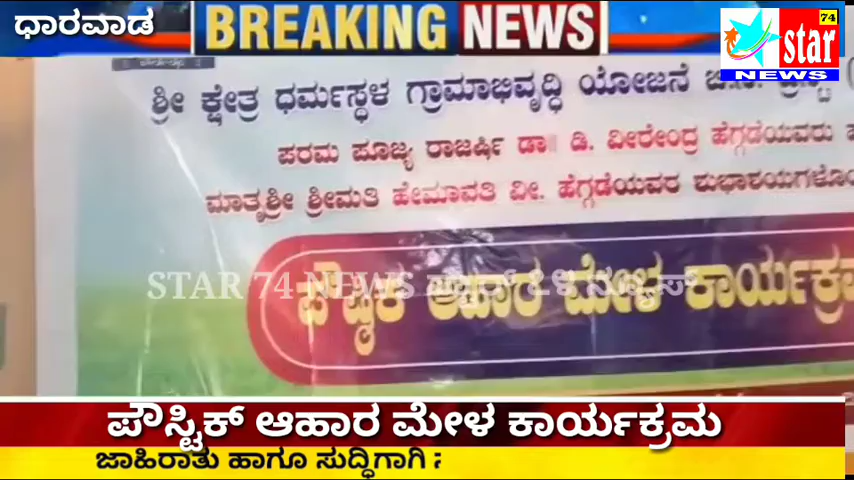 ಧಾರವಾಡ
BREAKING NEWS
74
star
NEWS
ಶ್ರೀ ಕ್ಷೇತ್ರ ಧರ್ಮಸ್ಥಳ ಗ್ರಾಮಾಭಿವೃದ್ಧಿ ಯೋಜನೆ
ಪರಮ ಪೂಜ್ಯ ರಾಜರ್ಷಿ ಡಾ|| ಡಿ. ವೀರೇಂದ್ರ ಹೆಗ್ಗಡೆಯವರು
ಮಾತೃಶ್ರೀ ಶ್ರೀಮತಿ ಹೇಮಾವತಿ ವೀ. ಹೆಗ್ಗಡೆಯವರ
ಪೌಷ್ಟಿಕ ಆಹಾರ ಮೇಳ
STAR 74 NEWS
ಪೌಸ್ಟಿಕ್ ಆಹಾರ ಮೇಳ ಕಾರ್ಯಕ್ರಮ
ಜಾಹಿರಾತು ಹಾಗೂ ಸುದ್ದಿಗಾಗಿ